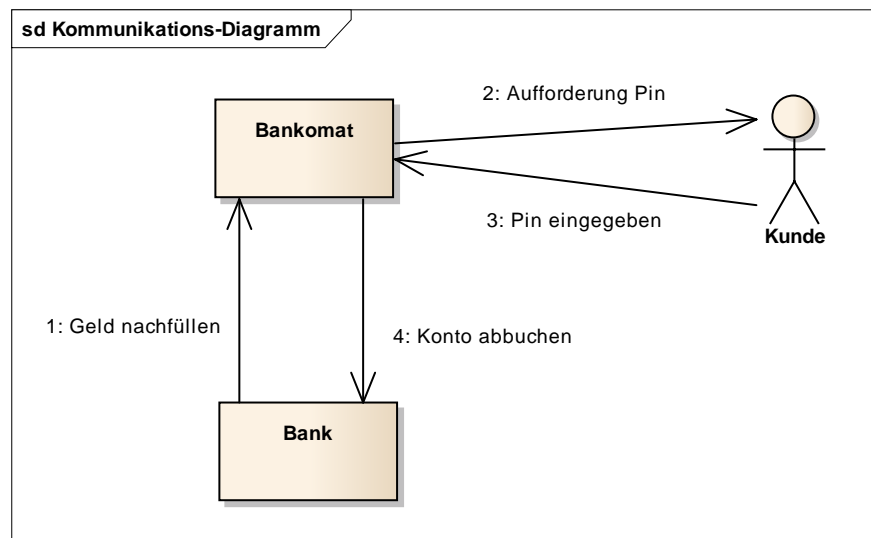 sd Kommunikations-Diagramm
2: Aufforderung Pin
Bankomat
3: Pin eingegeben
Kunde
1: Geld nachfüllen
4: Konto abbuchen
Bank